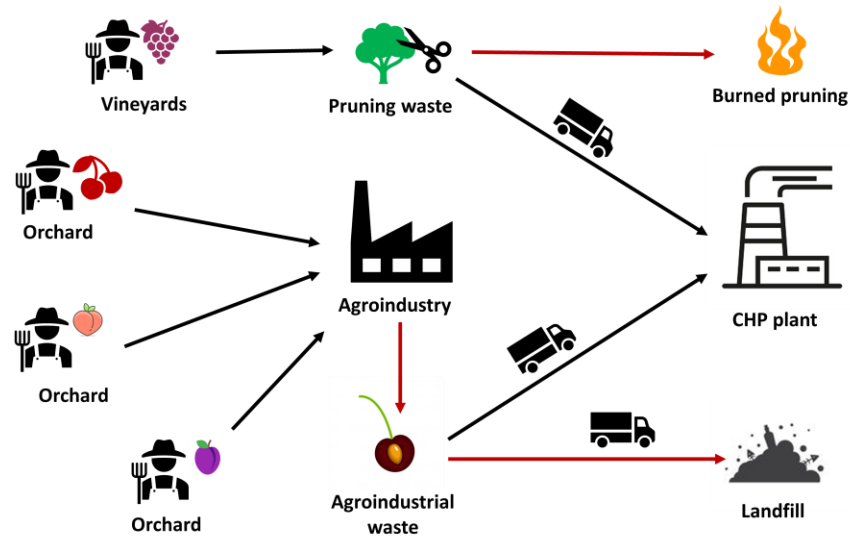 Vineyards
Pruning waste
Burned pruning
Orchard
Agroindustry
CHP plant
Orchard
Orchard
Agroindustrial
waste
Landfill